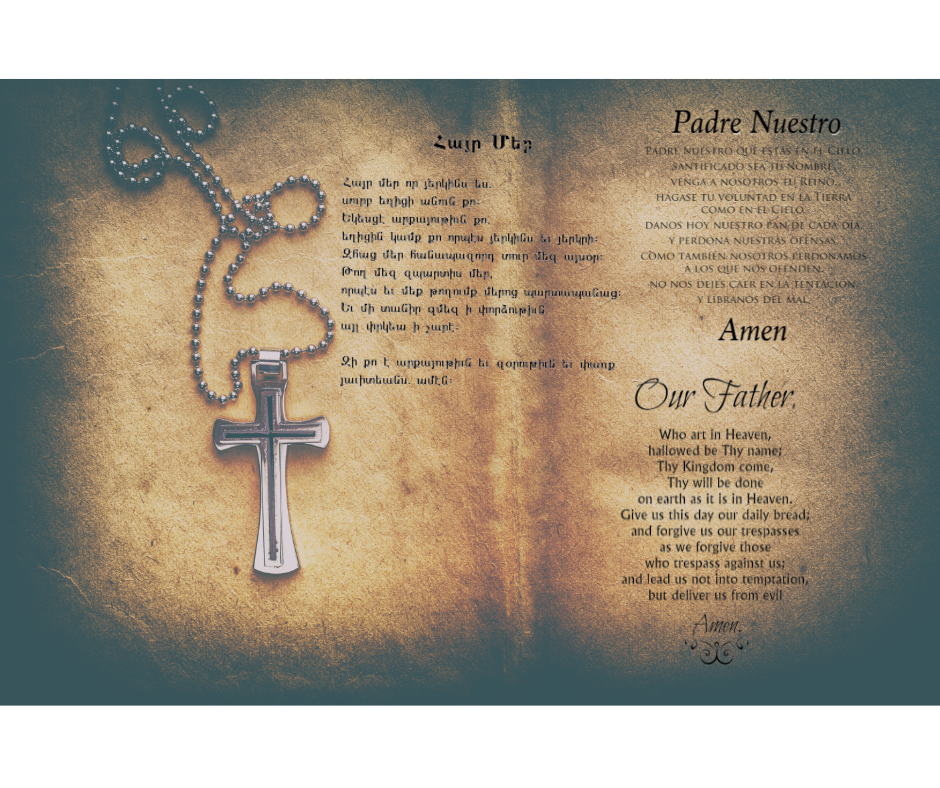 Հայր Մեր
Հայր մեր որ յերկինս ես.
սուրբ եղիցի անուն քո:
Եկեսցէ արքայութիւն քո.
եղիցին կամք քո որպէս յերկինս եւ յերկրի:
Զհաց մեր հանապազորդ տուր մեզ այսօր:
Թող մեզ զպարտիս մեր,
որպէս եւ մեք թողումք մերոց պարտապանաց:
Եւ մի տանիր զմեզ ի փորձութիւն
այլ փրկեա ի չարէ:
Զի քո է արքայութիւն եւ զօրութիւն եւ փառք
յաւիտեանս. ամէն:
Padre Nuestro
Padre nuestro que estás en el Cielo,
santificado sea tu nombre,
venga a nosotros tu Reino,
hágase tu voluntad en la Tierra
como en el Cielo.
danos hoy nuestro pan de cada día,
y perdona nuestras ofensas,
como también nosotros perdonamos
a los que nos ofenden.
no nos dejes caer en la tentación,
y líbranos del mal.
Amen
Our Father,
Who art in Heaven,
hallowed be Thy name;
Thy Kingdom come,
Thy will be done
on earth as it is in Heaven.
Give us this day our daily bread;
and forgive us our trespasses
as we forgive those
who trespass against us;
and lead us not into temptation,
but deliver us from evil
Amen.